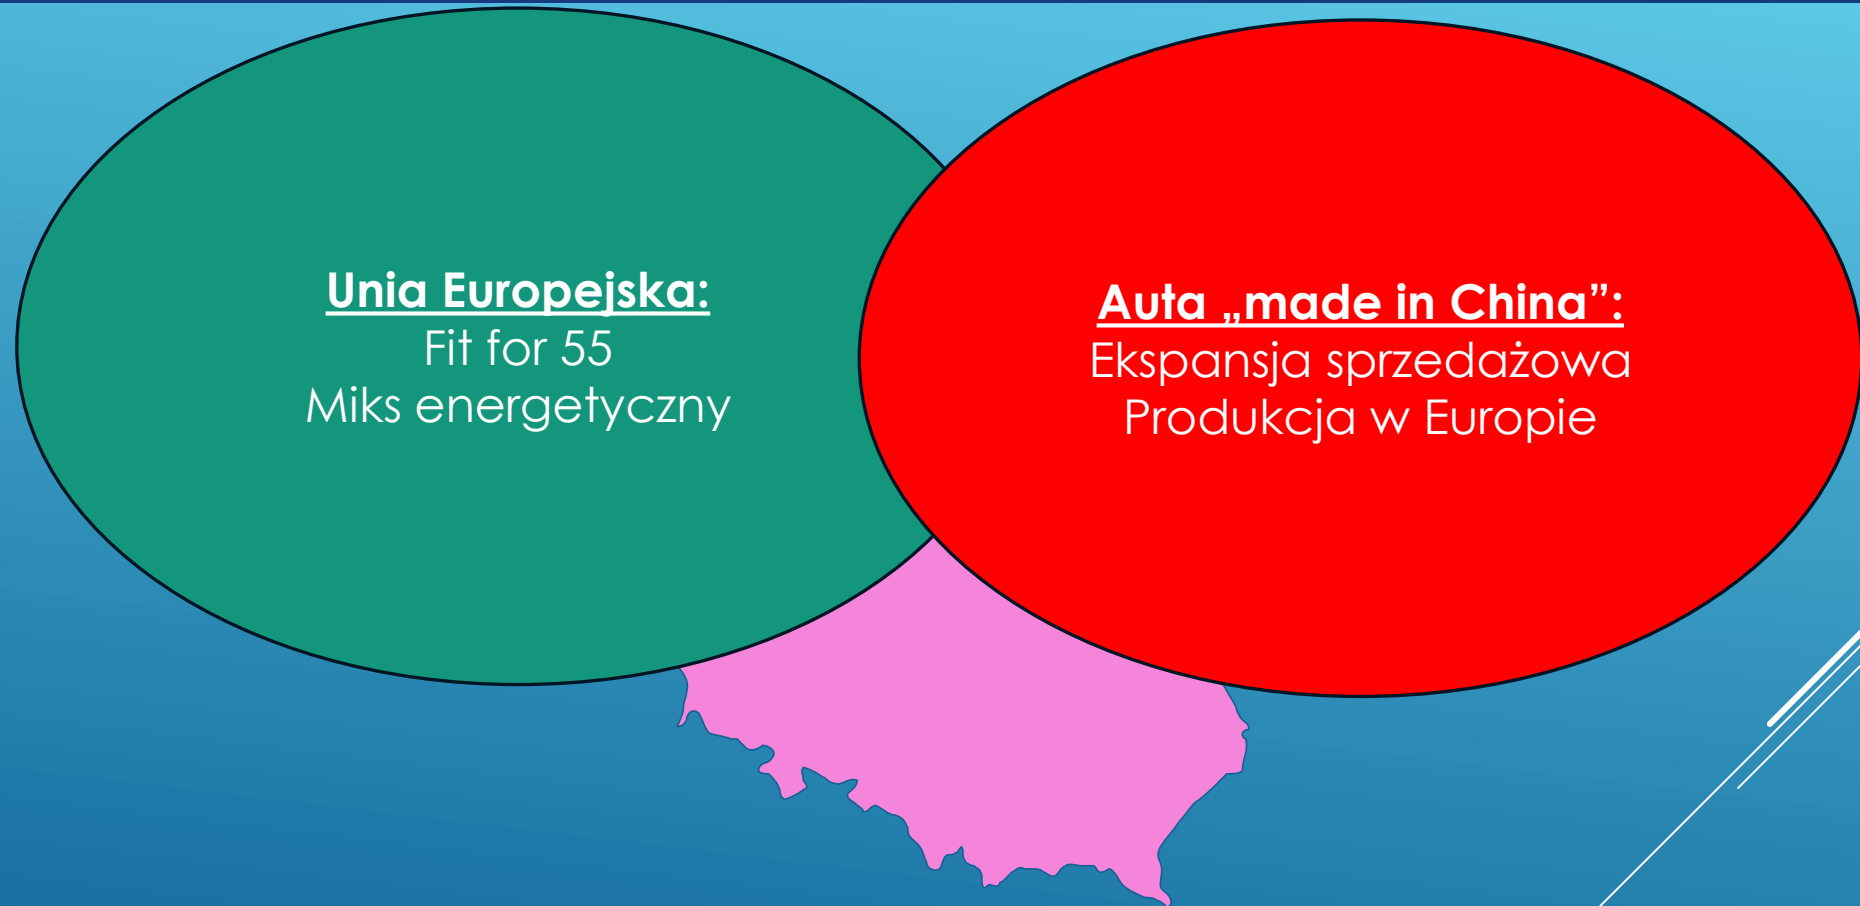 Unia Europejska:
Fit for 55
Miks energetyczny
Auta „made in China”:
Ekspansja sprzedażowa
Produkcja w Europie